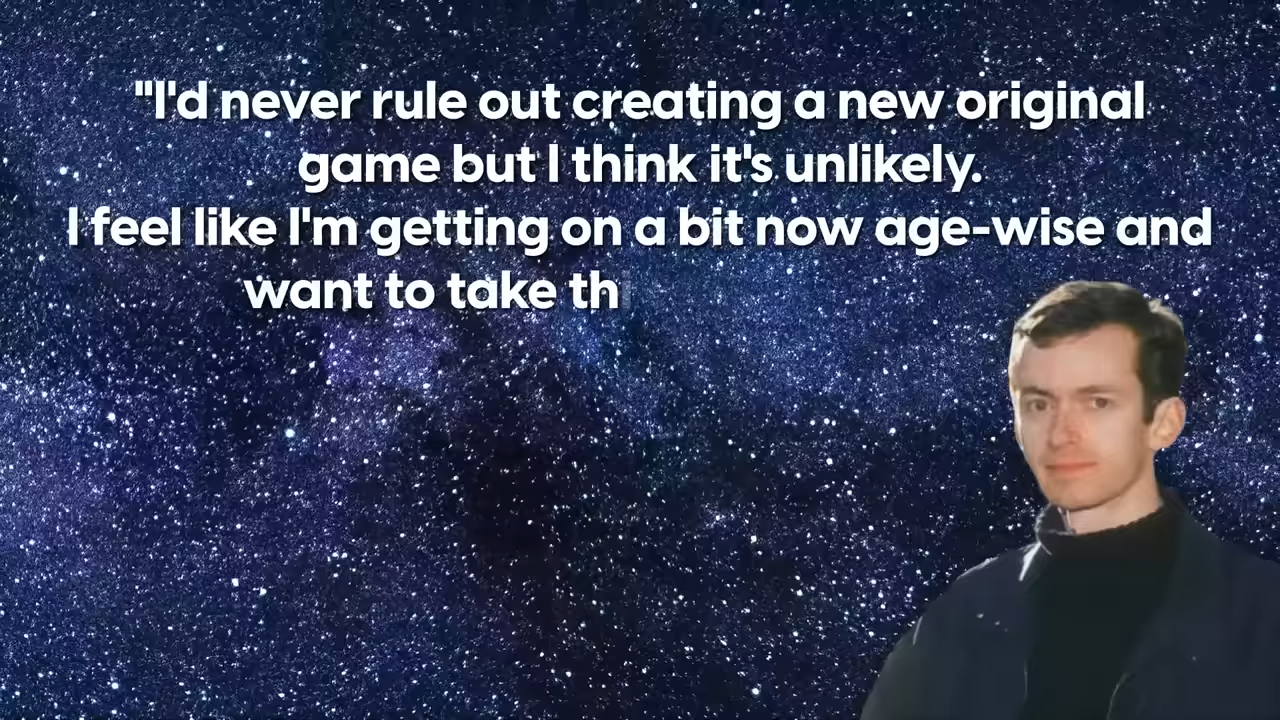 "I'd never rule out creating a new original
game but I think it's unlikely.
I feel like I'm getting on a bit now age-wise and
want to take th